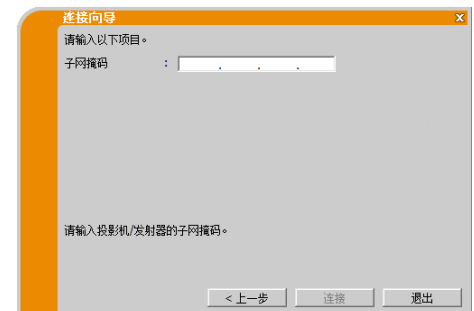 连接向导 X
请输入以下项目。
子网掩码 : . . .
请输入投影机/发射器的子网掩码。
<上一步 连接 退出